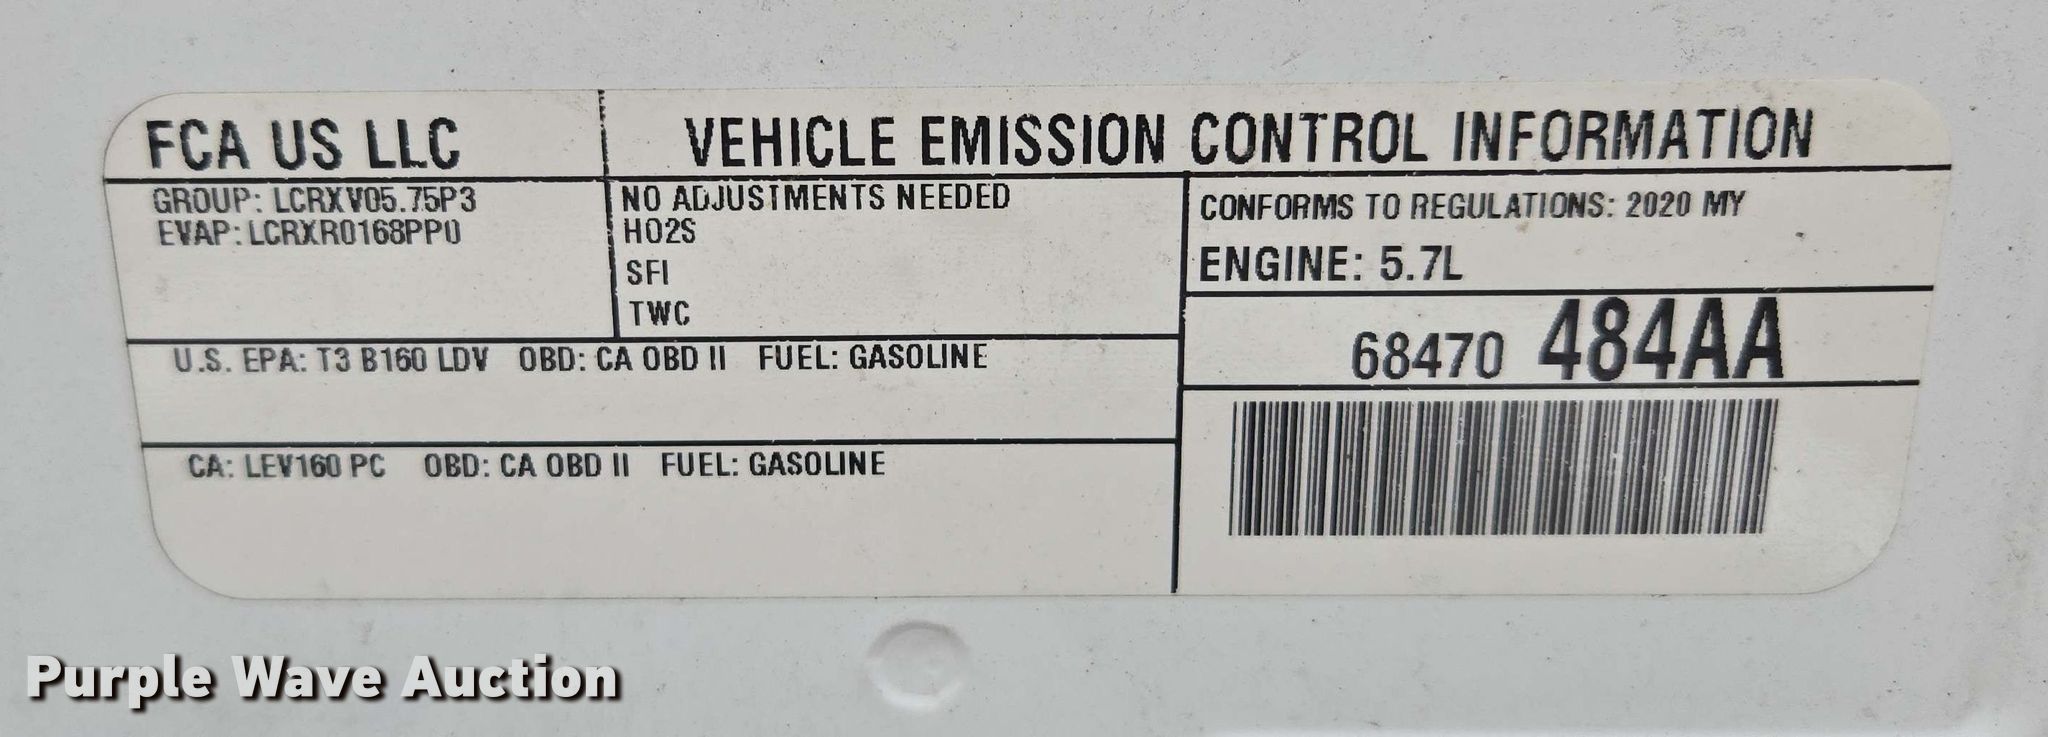 FCA US LLC
VEHICLE EMISSION CONTROL INFORMATION
GROUP: LCRXV05.75P3
EVAP: LCRXR0168PP0
NO ADJUSTMENTS NEEDED
HO2S
SFI
TWC
CONFORMS TO REGULATIONS: 2020 MY
ENGINE: 5.7L
68470 484AA
U.S. EPA: T3 B160 LDV OBD: CA OBD II FUEL: GASOLINE
CA: LEV160 PC OBD: CA OBD II FUEL: GASOLINE
Purple Wave Auction